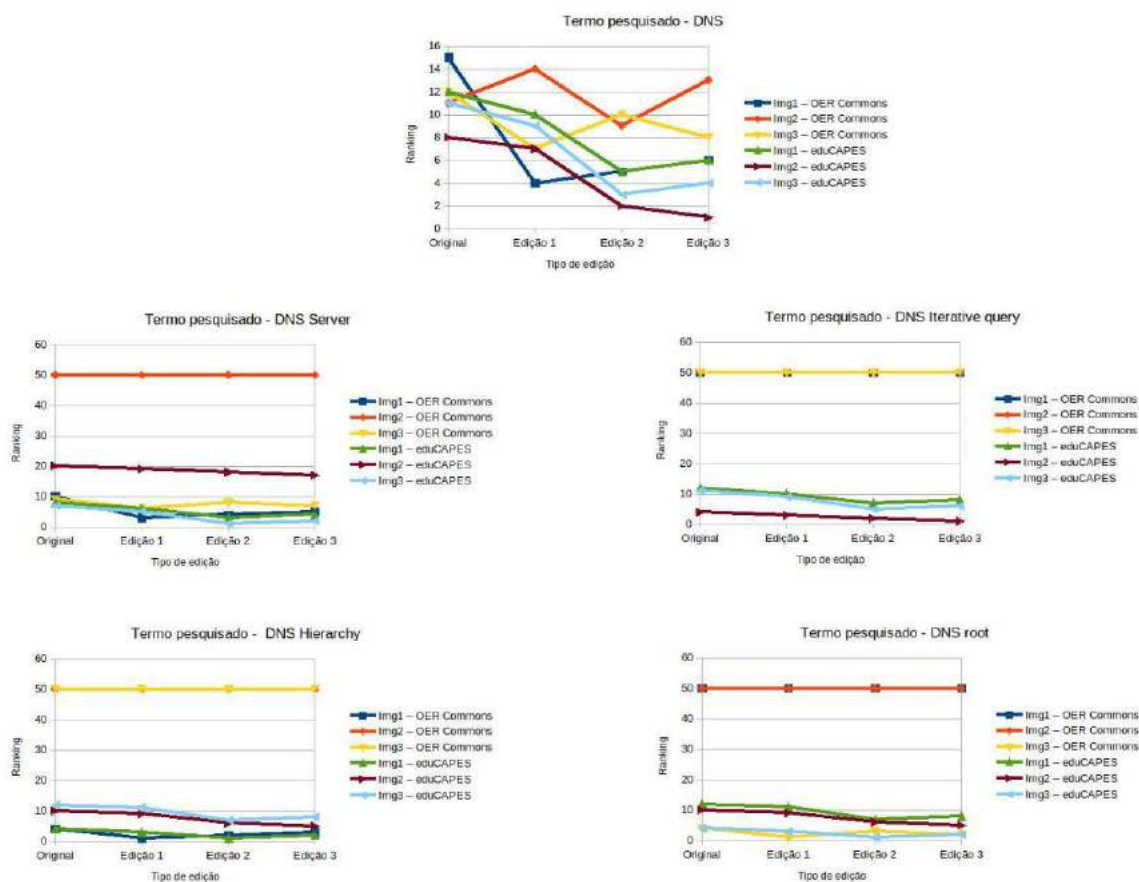 Termo pesquisado - DNS
Ranking
16
14
12
10
8
6
4
2
0
Original
Edição 1
Edição 2
Edição 3
Tipo de edição
Img1 – OER Commons
Img2 – OER Commons
Img3 – OER Commons
Img1 – eduCAPES
Img2 – eduCAPES
Img3 – eduCAPES
Termo pesquisado - DNS Server
Ranking
60
50
40
30
20
10
0
Original
Edição 1
Edição 2
Edição 3
Tipo de edição
Img1 – OER Commons
Img2 – OER Commons
Img3 – OER Commons
Img1 – eduCAPES
Img2 – eduCAPES
Img3 – eduCAPES
Termo pesquisado - DNS Iterative query
Ranking
60
50
40
30
20
10
0
Original
Edição 1
Edição 2
Edição 3
Tipo de edição
Img1 – OER Commons
Img2 – OER Commons
Img3 – OER Commons
Img1 – eduCAPES
Img2 – eduCAPES
Img3 – eduCAPES
Termo pesquisado - DNS Hierarchy
Ranking
60
50
40
30
20
10
0
Original
Edição 1
Edição 2
Edição 3
Tipo de edição
Img1 – OER Commons
Img2 – OER Commons
Img3 – OER Commons
Img1 – eduCAPES
Img2 – eduCAPES
Img3 – eduCAPES
Termo pesquisado - DNS root
Ranking
60
50
40
30
20
10
0
Original
Edição 1
Edição 2
Edição 3
Tipo de edição
Img1 – OER Commons
Img2 – OER Commons
Img3 – OER Commons
Img1 – eduCAPES
Img2 – eduCAPES
Img3 – eduCAPES